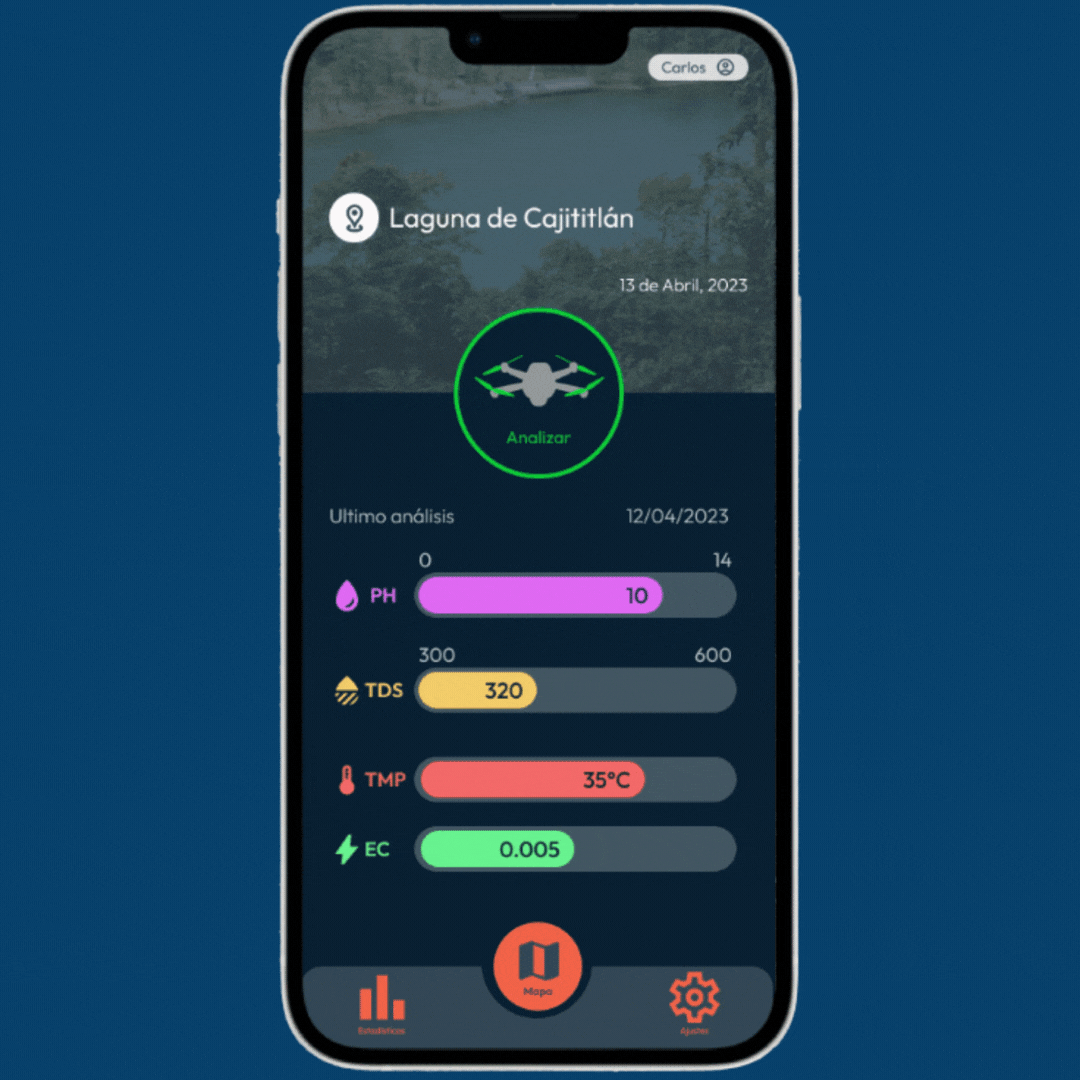 Carlos
Laguna de Cajititlán
13 de Abril, 2023
Analizar
Ultimo análisis 12/04/2023
0 14
PH 10
300 600
TDS 320
TMP 35°C
EC 0.005
Mapa
Estadísticas Ajustes